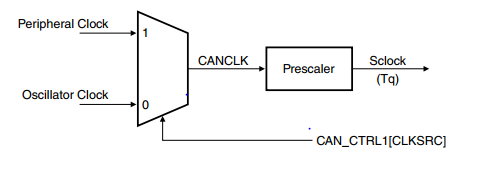 Peripheral Clock
1
CANCLK
Prescaler
Sclock
(Tq)
Oscillator Clock
0
CAN_CTRL1[CLKSRC]